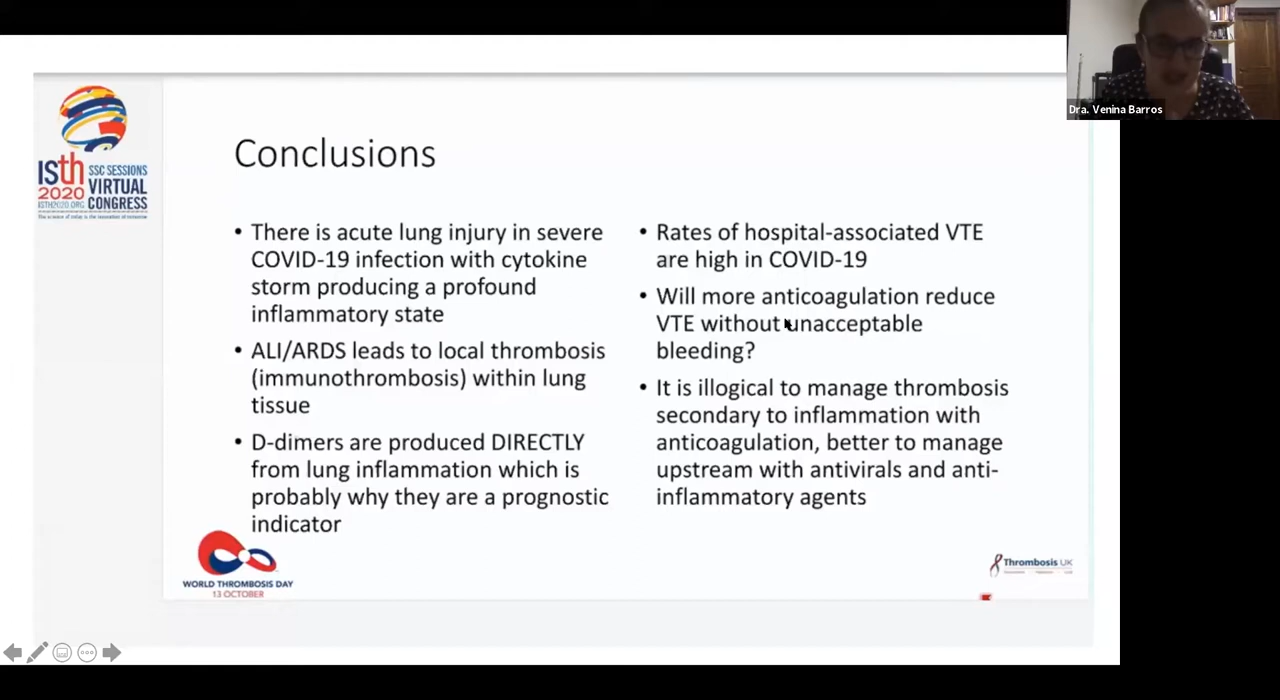 Dra. Venina Barros
isth
2020
ISTH2020.ORG
SSC SESSIONS
VIRTUAL
CONGRESS
Conclusions
• There is acute lung injury in severe
COVID-19 infection with cytokine
storm producing a profound
inflammatory state
• ALI/ARDS leads to local thrombosis
(immunothrombosis) within lung
tissue
• D-dimers are produced DIRECTLY
from lung inflammation which is
probably why they are a prognostic
indicator
• Rates of hospital-associated VTE
are high in COVID-19
• Will more anticoagulation reduce
VTE without unacceptable
bleeding?
• It is illogical to manage thrombosis
secondary to inflammation with
anticoagulation, better to manage
upstream with antivirals and anti-
inflammatory agents
WORLD THROMBOSIS DAY
13 OCTOBER
Thrombosis UK